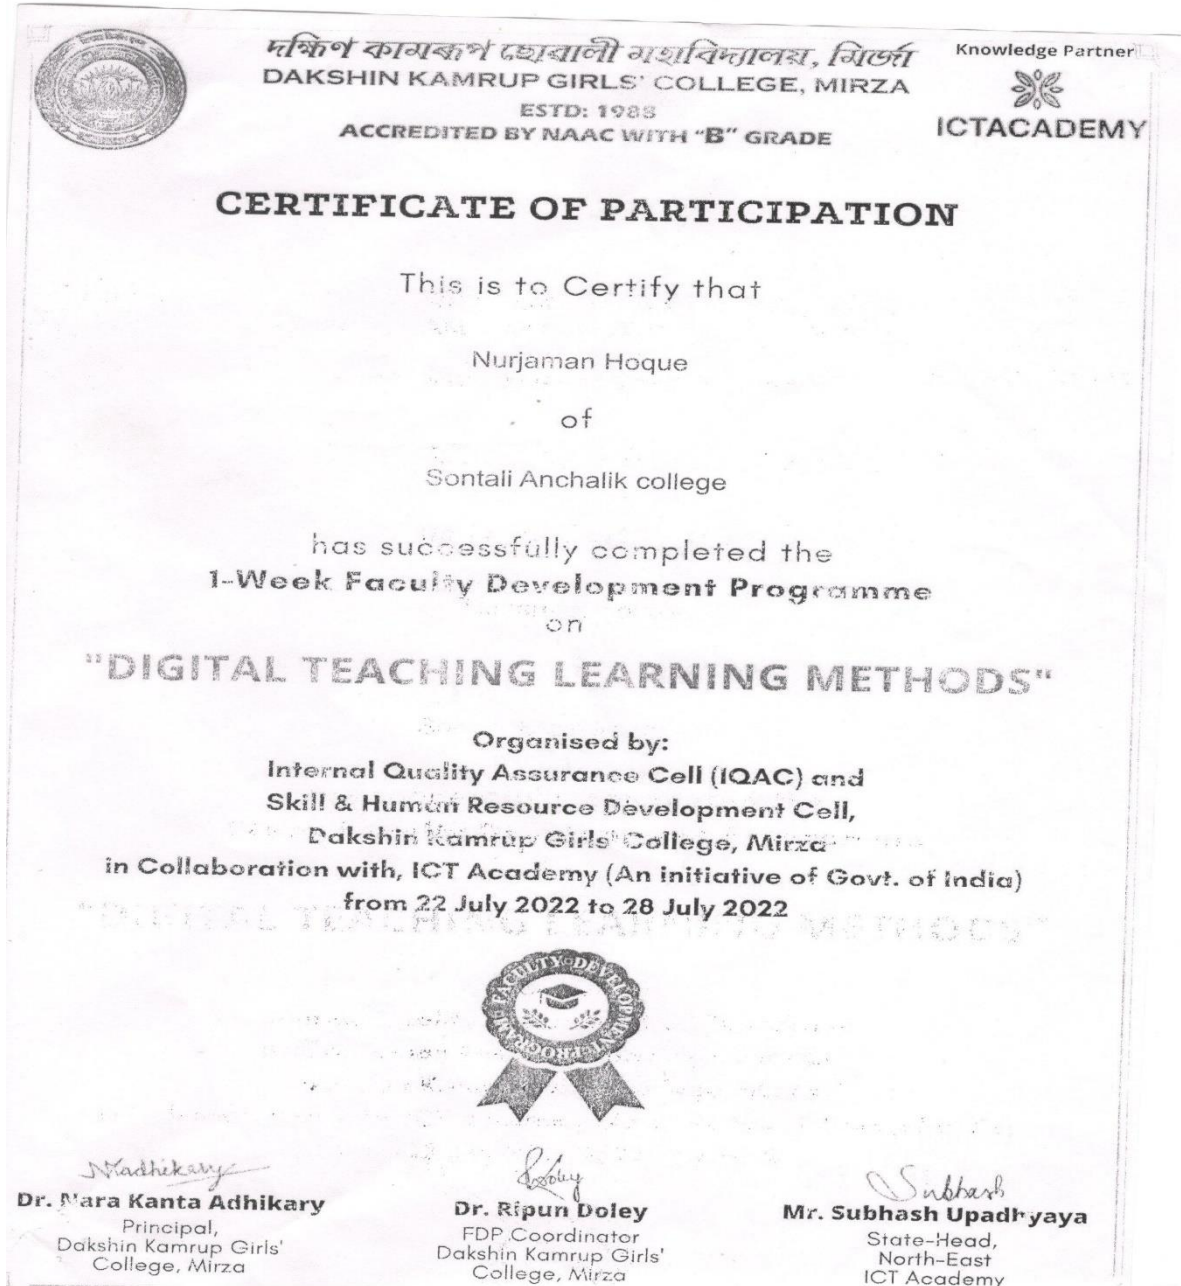 দক্ষিণ কামৰূপ ছোৱালী মহাবিদ্যালয়, মিৰ্জা
DAKSHIN KAMRUP GIRLS' COLLEGE, MIRZA
ESTD: 1988
ACCREDITED BY NAAC WITH "B" GRADE
Knowledge Partner
ICTACADEMY
CERTIFICATE OF PARTICIPATION
This is to Certify that
Nurjaman Hoque
of
Sontali Anchalik college
has successfully completed the
1-Week Faculty Development Programme
on
"DIGITAL TEACHING LEARNING METHODS"
Organised by:
Internal Quality Assurance Cell (IQAC) and
Skill & Human Resource Development Cell,
Dakshin Kamrup Girls' College, Mirza
in Collaboration with, ICT Academy (An initiative of Govt. of India)
from 22 July 2022 to 28 July 2022
FACULTY DEVELOPMENT PROGRAME
NKadhikary
Dr. Nara Kanta Adhikary
Principal,
Dakshin Kamrup Girls'
College, Mirza
RDoley
Dr. Ripun Doley
FDP Coordinator
Dakshin Kamrup Girls'
College, Mirza
Subhash
Mr. Subhash Upadhyaya
State-Head,
North-East
ICT Academy